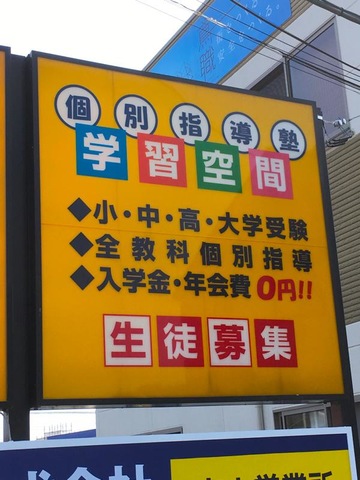 個別指導塾
学習空間
◆小・中・高・大学受験
◆全教科個別指導
◆入学金・年会費0円!!
生徒募集